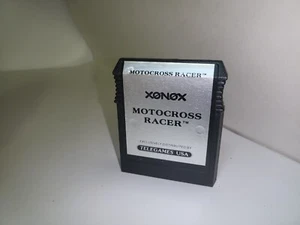 MOTOCROSS RACER™
XONOX
MOTOCROSS
RACER™
TELEGAMES USA